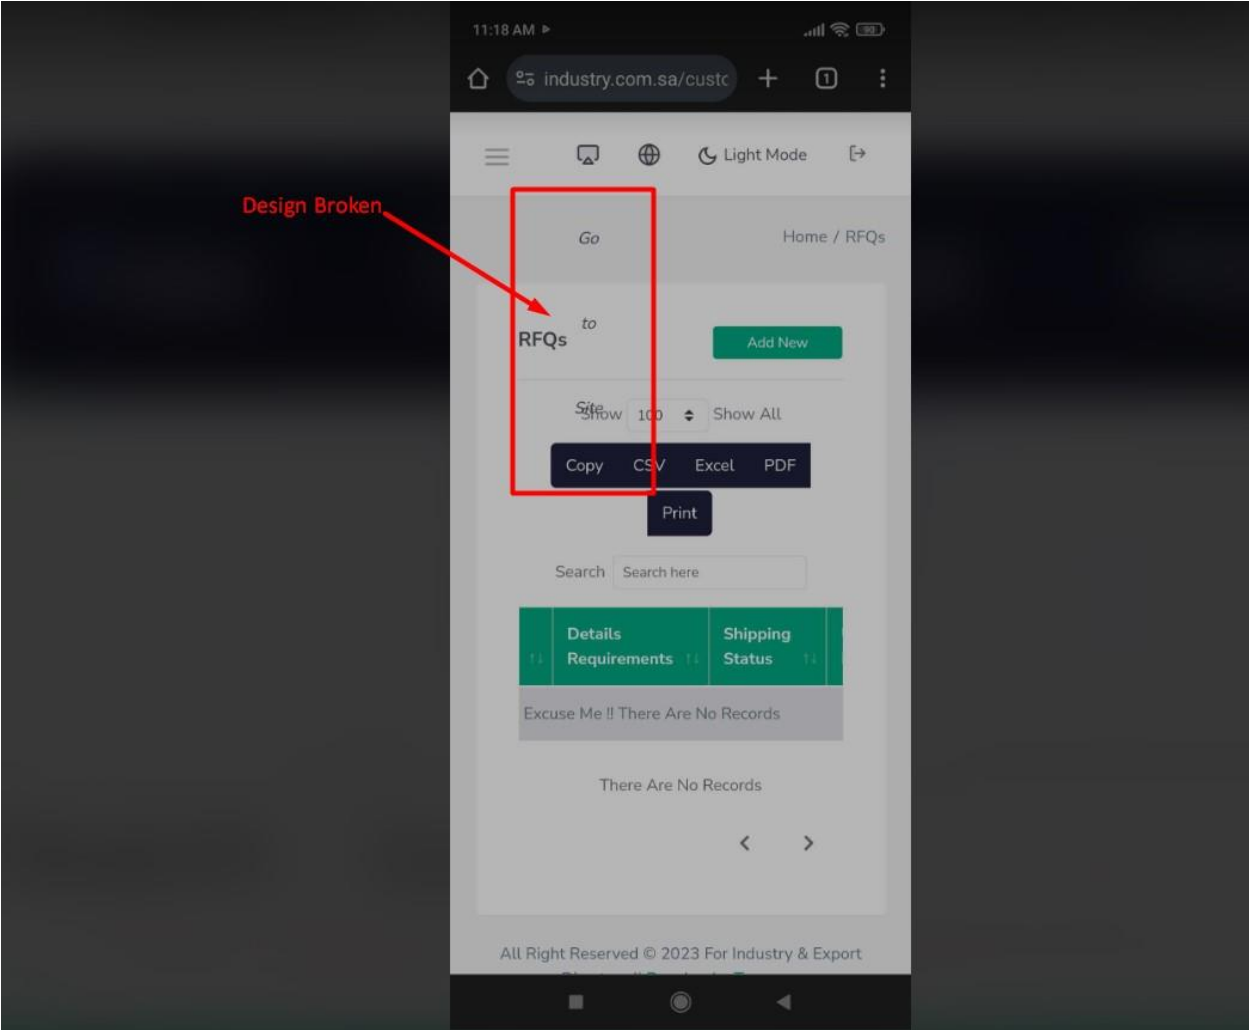 11:18 AM
90
industry.com.sa/custc
1
Light Mode
Design Broken
Go
Home / RFQs
to
RFQs
Add New
Site
Show 100 Show All
Copy CSV Excel PDF
Print
Search Search here
Details
Requirements
Shipping
Status
Excuse Me !! There Are No Records
There Are No Records
All Right Reserved © 2023 For Industry & Export